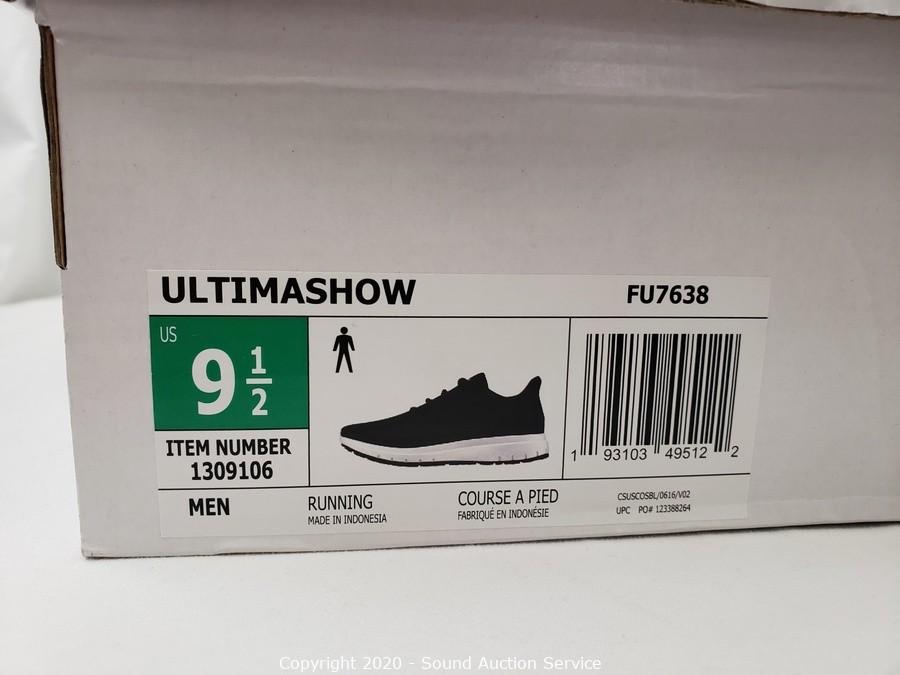 ULTIMASHOW FU7638
US
9 1/2
ITEM NUMBER
1309106
1 93103 49512 2
MEN
RUNNING
MADE IN INDONESIA
COURSE A PIED
FABRIQUÉ EN INDONÉSIE
CSUSCOSBL/0616/V02
UPC PO# 123388264
Copyright 2020 - Sound Auction Service